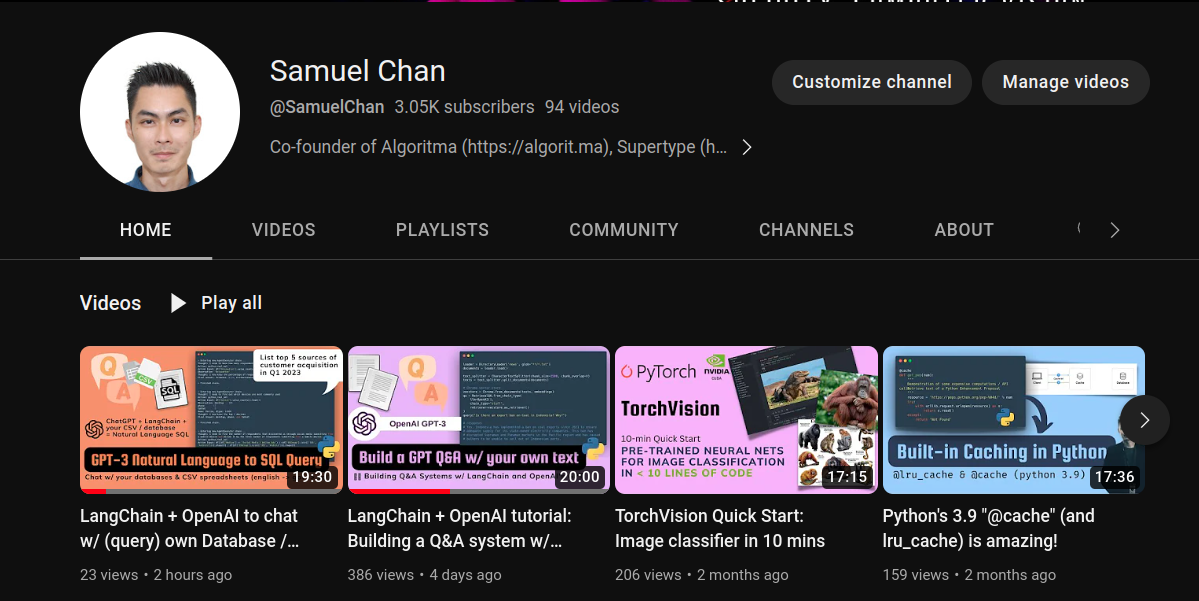 Samuel Chan
@SamuelChan 3.05K subscribers 94 videos
Co-founder of Algoritma (https://algorit.ma), Supertype (h...
Customize channel
Manage videos
HOME
VIDEOS
PLAYLISTS
COMMUNITY
CHANNELS
ABOUT
Videos
Play all
Q
A
CSV
SQL
List top 5 sources of
customer acquisition
in Q1 2023
ChatGPT + LangChain +
your CSV / database
= Natural Language SQL
GPT-3 Natural Language to SQL Query
Chat w/ your databases & CSV spreadsheets (english
19:30
LangChain + OpenAI to chat
w/ (query) own Database /...
23 views • 2 hours ago
Q
A
OpenAI GPT-3
Build a GPT Q&A w/ your own text
Building Q&A Systems w/ LangChain and
20:00
LangChain + OpenAI tutorial:
Building a Q&A system w/...
386 views • 4 days ago
PyTorch
NVIDIA
CUDA
TorchVision
10-min Quick Start
PRE-TRAINED NEURAL NETS
FOR IMAGE CLASSIFICATION
IN < 10 LINES OF CODE
17:15
TorchVision Quick Start:
Image classifier in 10 mins
206 views • 2 months ago
Built-in Caching in Python
@lru_cache & @cache (python 3.9)
17:36
Python's 3.9 "@cache" (and
lru_cache) is amazing!
159 views • 2 months ago